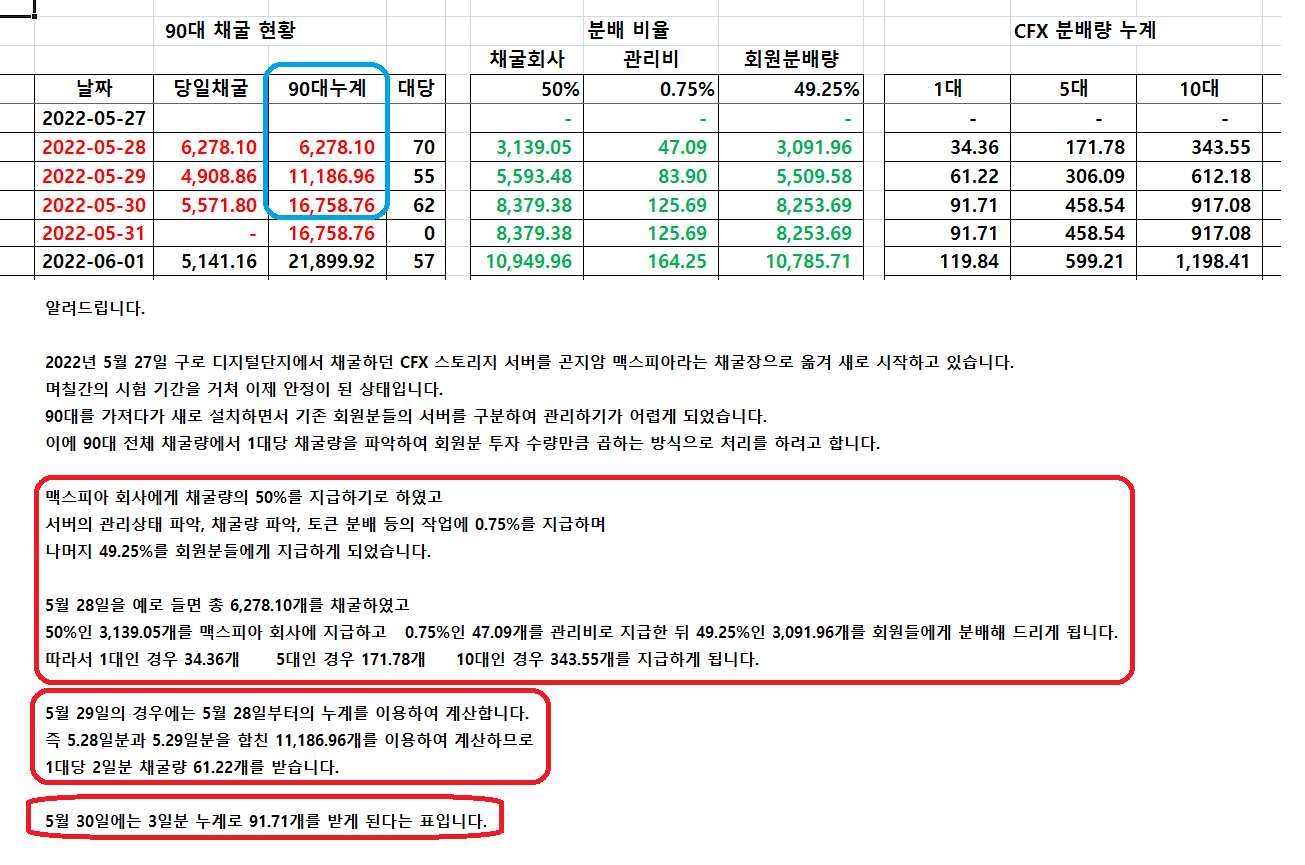 90대 채굴 현황 분배 비율 CFX 분배량 누계
채굴회사 관리비 회원분배량
날짜 당일채굴 90대누계 대당 50% 0.75% 49.25% 1대 5대 10대
2022-05-27 - - - - - -
2022-05-28 6,278.10 6,278.10 70 3,139.05 47.09 3,091.96 34.36 171.78 343.55
2022-05-29 4,908.86 11,186.96 55 5,593.48 83.90 5,509.58 61.22 306.09 612.18
2022-05-30 5,571.80 16,758.76 62 8,379.38 125.69 8,253.69 91.71 458.54 917.08
2022-05-31 - 16,758.76 0 8,379.38 125.69 8,253.69 91.71 458.54 917.08
2022-06-01 5,141.16 21,899.92 57 10,949.96 164.25 10,785.71 119.84 599.21 1,198.41
알려드립니다.
2022년 5월 27일 구로 디지털단지에서 채굴하던 CFX 스토리지 서버를 곤지암 맥스피아라는 채굴장으로 옮겨 새로 시작하고 있습니다.
며칠간의 시험 기간을 거쳐 이제 안정이 된 상태입니다.
90대를 가져다가 새로 설치하면서 기존 회원분들의 서버를 구분하여 관리하기가 어렵게 되었습니다.
이에 90대 전체 채굴량에서 1대당 채굴량을 파악하여 회원분 투자 수량만큼 곱하는 방식으로 처리를 하려고 합니다.
맥스피아 회사에게 채굴량의 50%를 지급하기로 하였고
서버의 관리상태 파악, 채굴량 파악, 토큰 분배 등의 작업에 0.75%를 지급하며
나머지 49.25%를 회원분들에게 지급하게 되었습니다.
5월 28일을 예로 들면 총 6,278.10개를 채굴하였고
50%인 3,139.05개를 맥스피아 회사에 지급하고 0.75%인 47.09개를 관리비로 지급한 뒤 49.25%인 3,091.96개를 회원들에게 분배해 드리게 됩니다.
따라서 1대인 경우 34.36개 5대인 경우 171.78개 10대인 경우 343.55개를 지급하게 됩니다.
5월 29일의 경우에는 5월 28일부터의 누계를 이용하여 계산합니다.
즉 5.28일분과 5.29일분을 합친 11,186.96개를 이용하여 계산하므로
1대당 2일분 채굴량 61.22개를 받습니다.
5월 30일에는 3일분 누계로 91.71개를 받게 된다는 표입니다.